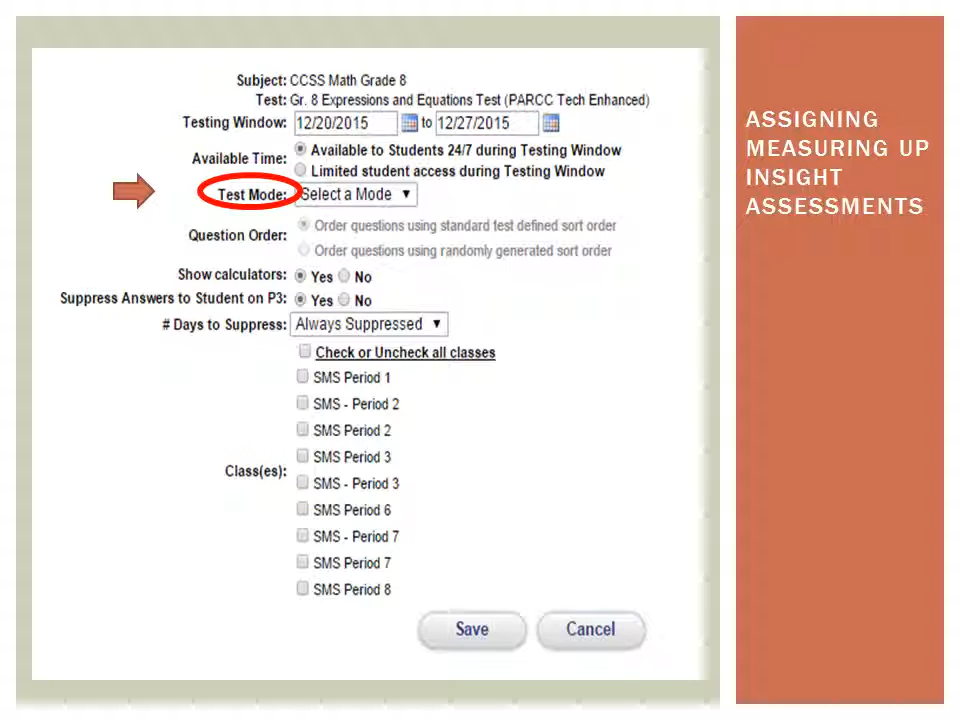 Subject: CCSS Math Grade 8
Test: Gr. 8 Expressions and Equations Test (PARCC Tech Enhanced)
Testing Window: 12/20/2015 to 12/27/2015
Available Time: Available to Students 24/7 during Testing Window
Limited student access during Testing Window
Test Mode: Select a Mode
Question Order: Order questions using standard test defined sort order
Order questions using randomly generated sort order
Show calculators: Yes No
Suppress Answers to Student on P3: Yes No
# Days to Suppress: Always Suppressed
Check or Uncheck all classes
SMS Period 1
SMS - Period 2
SMS Period 2
SMS Period 3
Class(es):
SMS - Period 3
SMS Period 6
SMS - Period 7
SMS Period 7
SMS Period 8
Save Cancel
ASSIGNING
MEASURING UP
INSIGHT
ASSESSMENTS